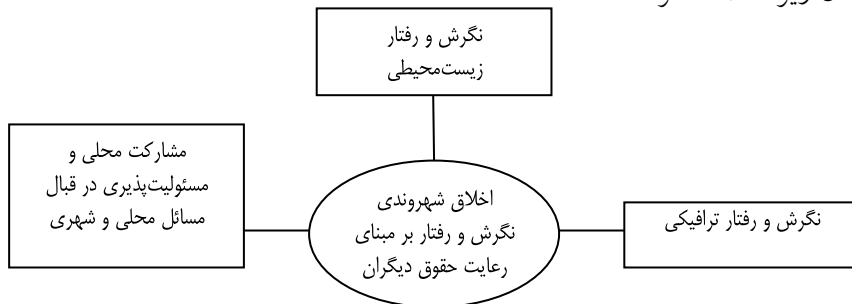 نگرش و رفتار
زیست‌محیطی
مشارکت محلی و
مسئولیت‌پذیری در قبال
مسائل محلی و شهری
اخلاق شهروندی
نگرش و رفتار بر مبنای
رعایت حقوق دیگران
نگرش و رفتار ترافیکی